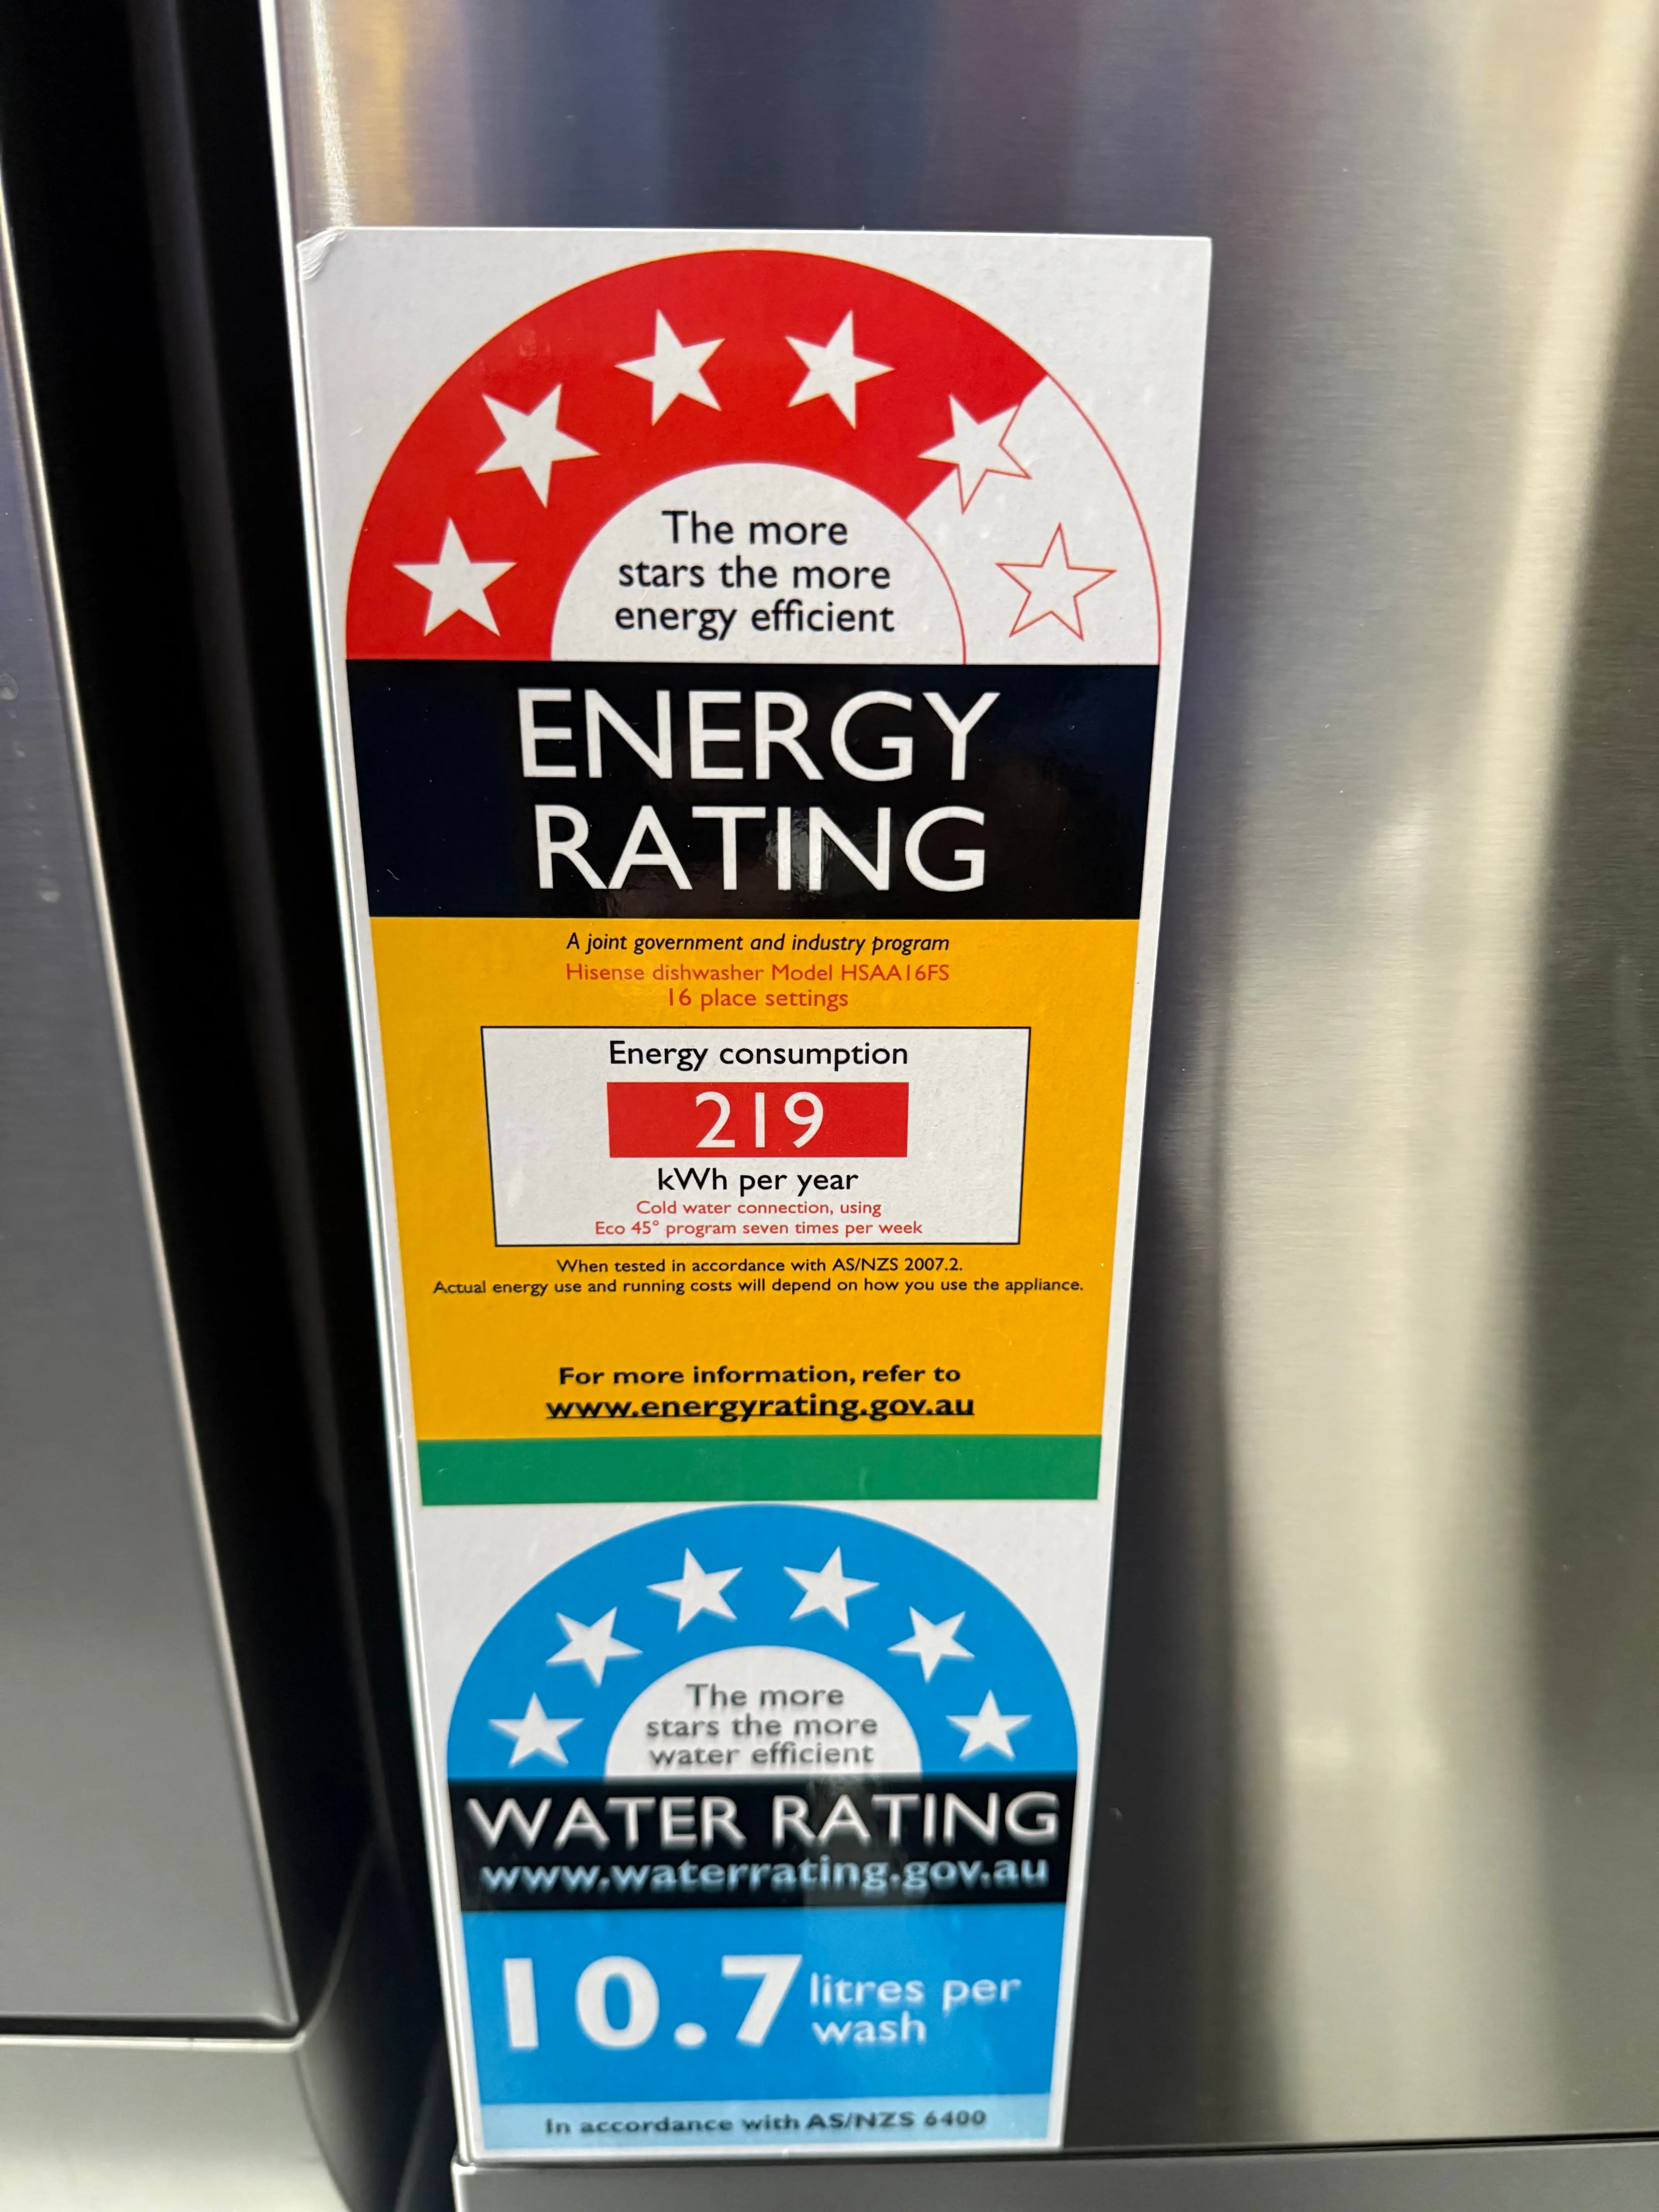 The more
stars the more
energy efficient
ENERGY
RATING
A joint government and industry program
Hisense dishwasher Model HSAA16FS
16 place settings
Energy consumption
219
kWh per year
Cold water connection, using
Eco 45° program seven times per week
When tested in accordance with AS/NZS 2007.2.
Actual energy use and running costs will depend on how you use the appliance.
For more information, refer to
www.energyrating.gov.au
The more
stars the more
water efficient
WATER RATING
www.waterrating.gov.au
10.7 litres per
wash
In accordance with AS/NZS 6400